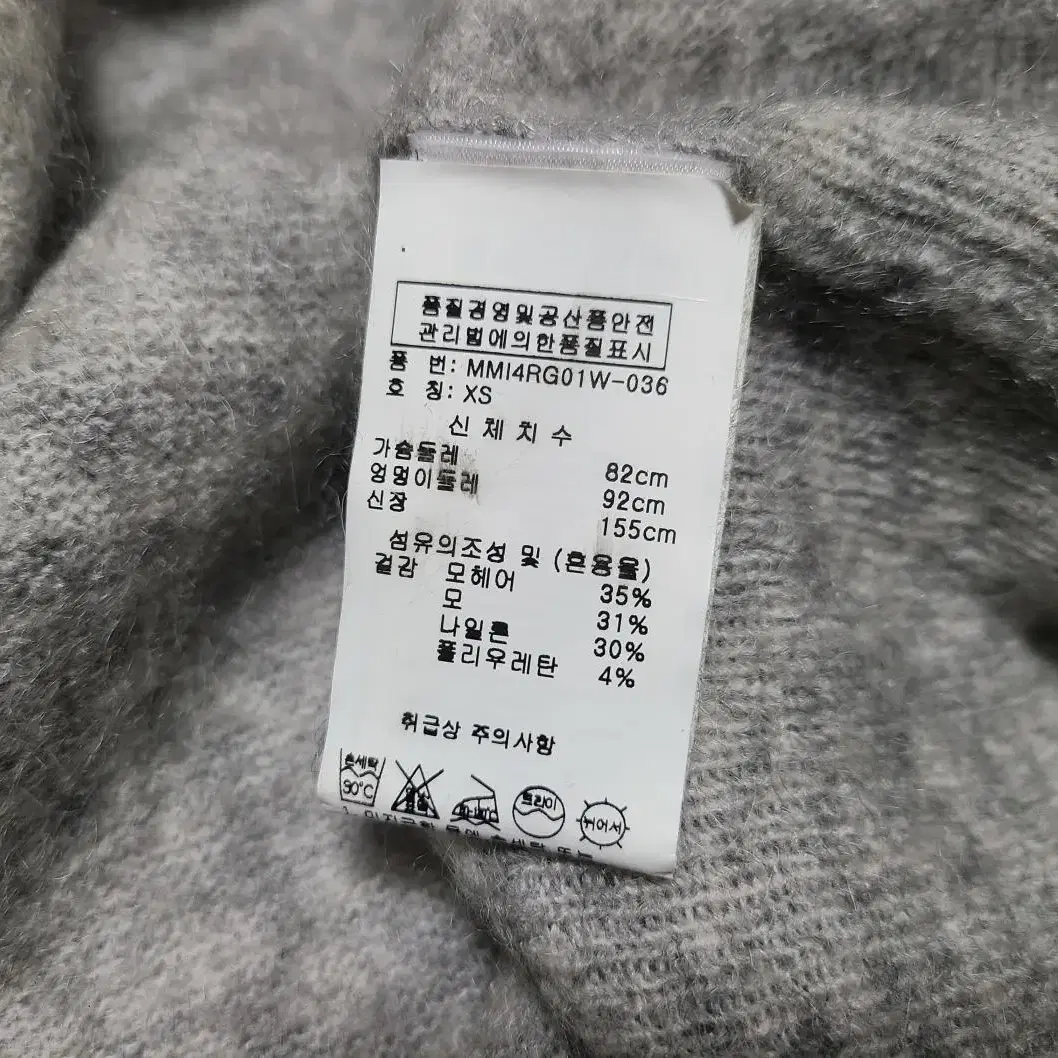 품질경영및공산품안전
관리법에의한품질표시
품 번: MMI4RG01W-036
호 칭: XS
신 체 치 수
가슴둘레 82cm
엉덩이둘레 92cm
신장 155cm
섬유의조성 및 (혼용율)
겉감 모헤어 35%
모 31%
나일론 30%
폴리우레탄 4%
취급상 주의사항
손세탁 30°C 드라이 뉘어서